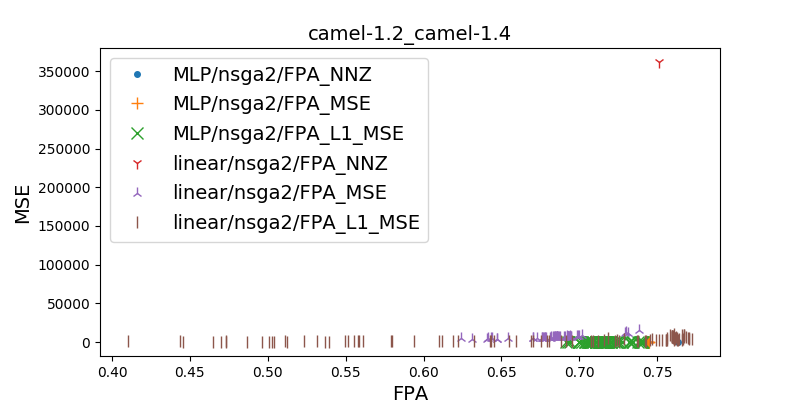 camel-1.2_camel-1.4
MSE
350000
300000
250000
200000
150000
100000
50000
0
MLP/nsga2/FPA_NNZ
MLP/nsga2/FPA_MSE
MLP/nsga2/FPA_L1_MSE
linear/nsga2/FPA_NNZ
linear/nsga2/FPA_MSE
linear/nsga2/FPA_L1_MSE
0.40 0.45 0.50 0.55 0.60 0.65 0.70 0.75
FPA